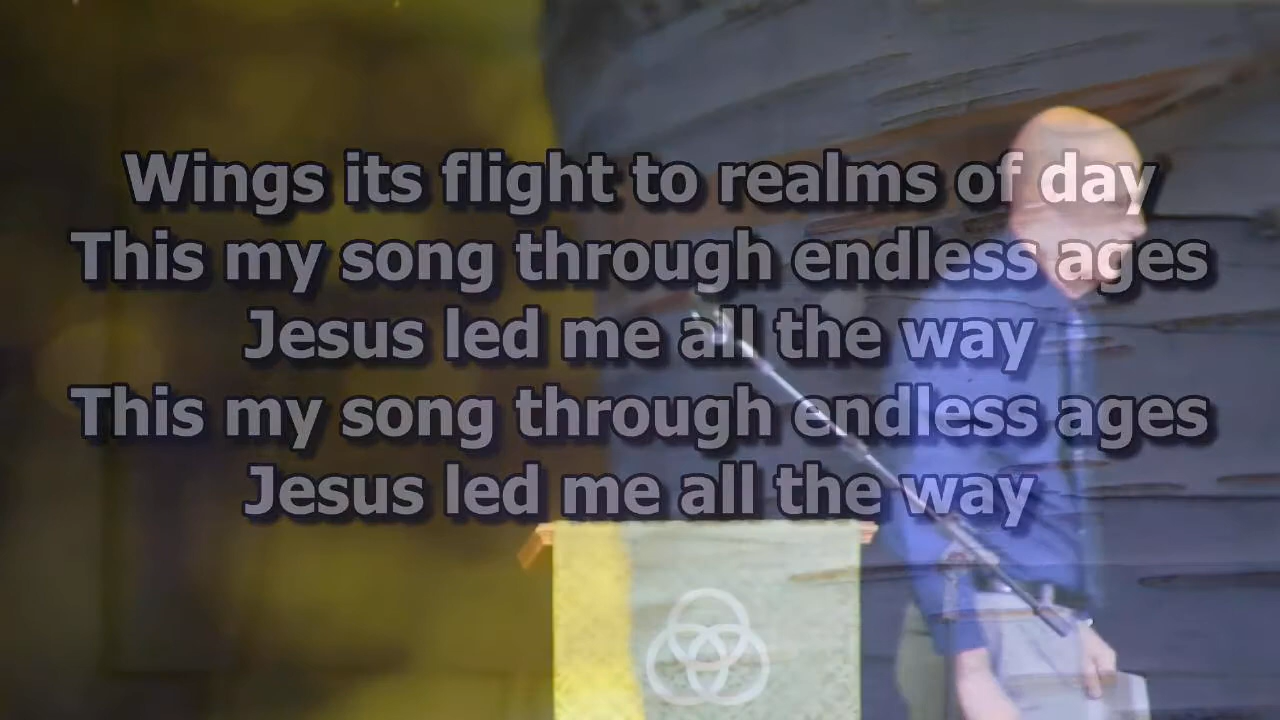 Wings its flight to realms of day
This my song through endless ages
Jesus led me all the way
This my song through endless ages
Jesus led me all the way